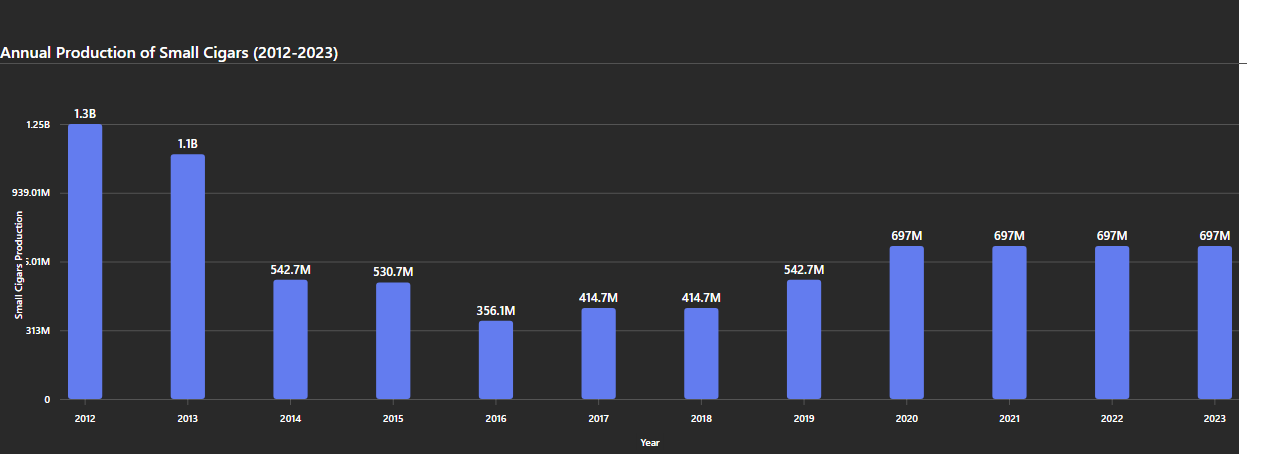 Annual Production of Small Cigars (2012-2023)
1.3B
1.25B
1.1B
939.01M
697M
697M
697M
697M
Small Cigars Production
.01M
542.7M
530.7M
542.7M
356.1M
414.7M
414.7M
313M
0
2012
2013
2014
2015
2016
2017
2018
2019
2020
2021
2022
2023
Year